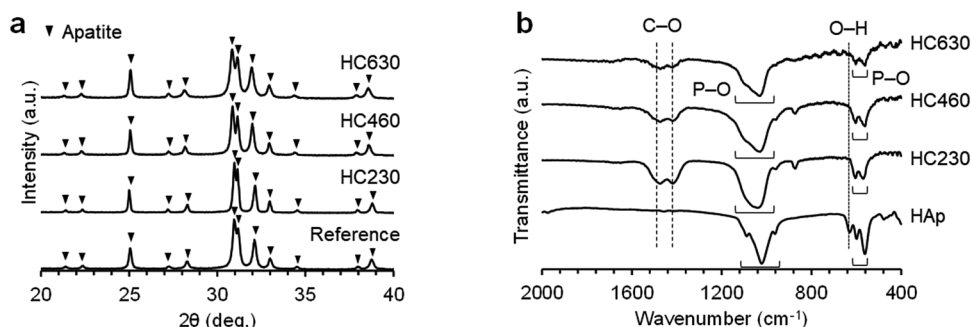 a
▼ Apatite
HC630
HC460
HC230
Reference
Intensity (a.u.)
20 25 30 35 40
2θ (deg.)
b
C–O O–H
HC630
P–O P–O
HC460
HC230
HAp
Transmittance (a.u.)
2000 1600 1200 800 400
Wavenumber (cm⁻¹)